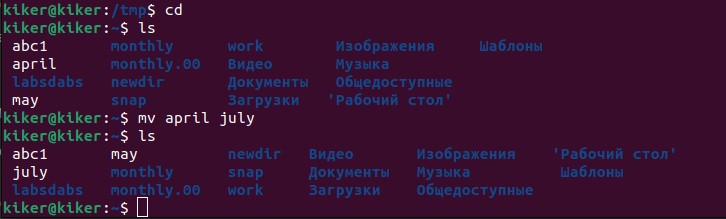 kiker@kiker:/tmp$ cd
kiker@kiker:~$ ls
abc1 monthly work Изображения Шаблоны
april monthly.00 Видео Музыка
labsdabs newdir Документы Общедоступные
may snap Загрузки 'Рабочий стол'
kiker@kiker:~$ mv april july
kiker@kiker:~$ ls
abc1 may newdir Видео Изображения 'Рабочий стол'
july monthly snap Документы Музыка Шаблоны
labsdabs monthly.00 work Загрузки Общедоступные
kiker@kiker:~$